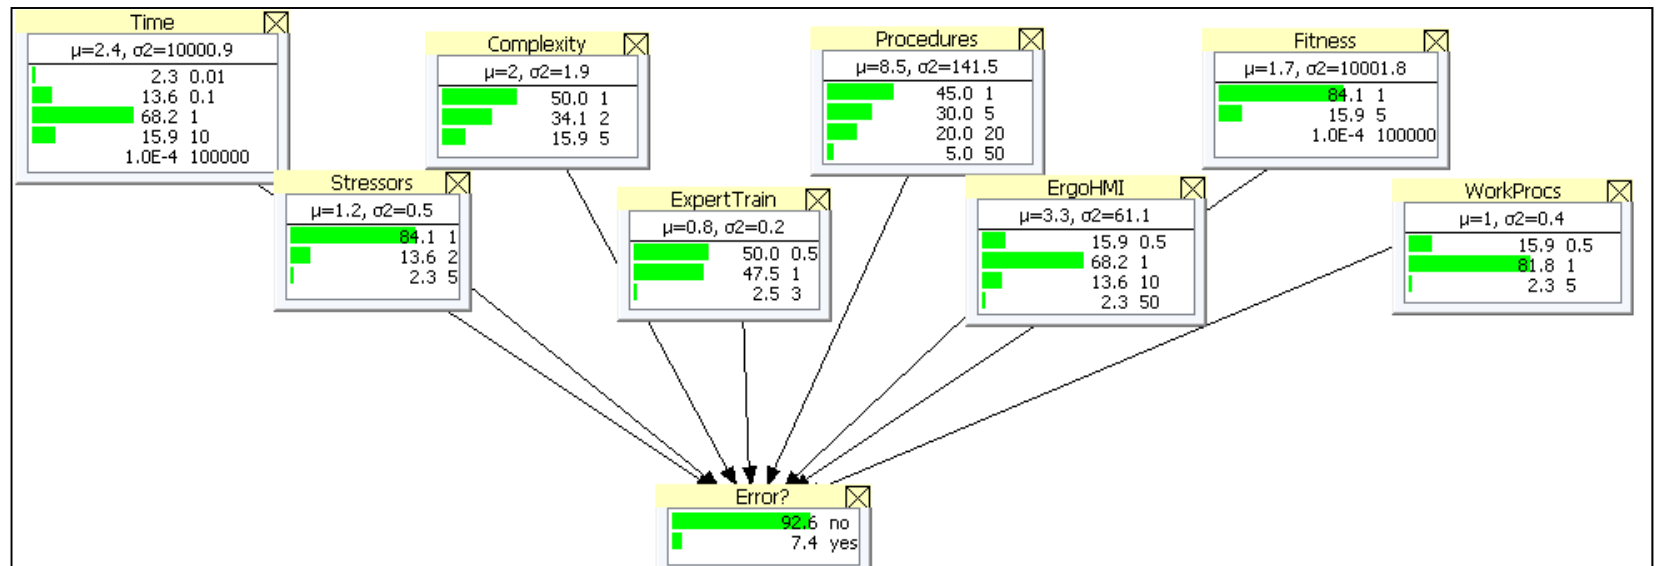 Time
μ=2.4, σ2=10000.9
2.3 0.01
13.6 0.1
68.2 1
15.9 10
1.0E-4 100000
Complexity
μ=2, σ2=1.9
50.0 1
34.1 2
15.9 5
Procedures
μ=8.5, σ2=141.5
45.0 1
30.0 5
20.0 20
5.0 50
Fitness
μ=1.7, σ2=10001.8
84.1 1
15.9 5
1.0E-4 100000
Stressors
μ=1.2, σ2=0.5
84.1 1
13.6 2
2.3 5
ExpertTrain
μ=0.8, σ2=0.2
50.0 0.5
47.5 1
2.5 3
ErgoHMI
μ=3.3, σ2=61.1
15.9 0.5
68.2 1
13.6 10
2.3 50
WorkProcs
μ=1, σ2=0.4
15.9 0.5
81.8 1
2.3 5
Error?
92.6 no
7.4 yes